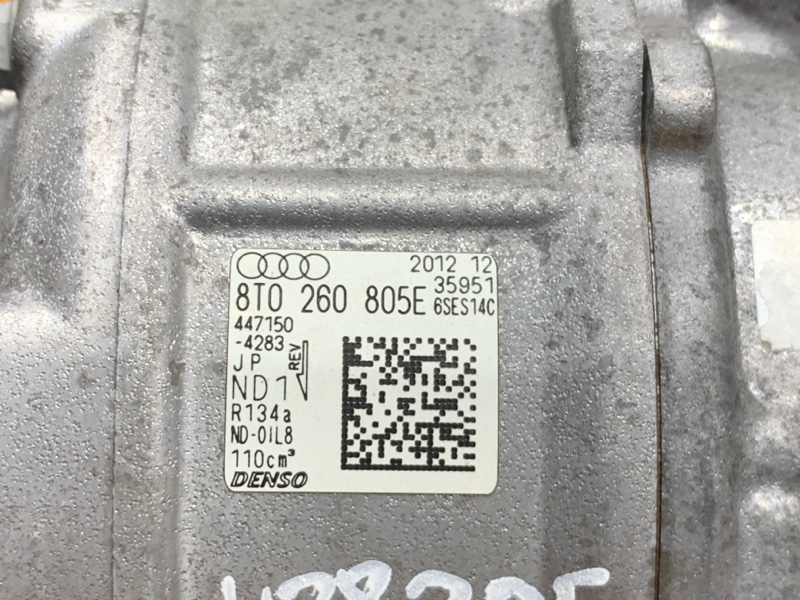 2012 12
35951
8T0 260 805E 6SES14C
447150
-4283
JP
REV
ND1
R134a
ND-OIL8
110cm³
DENSO